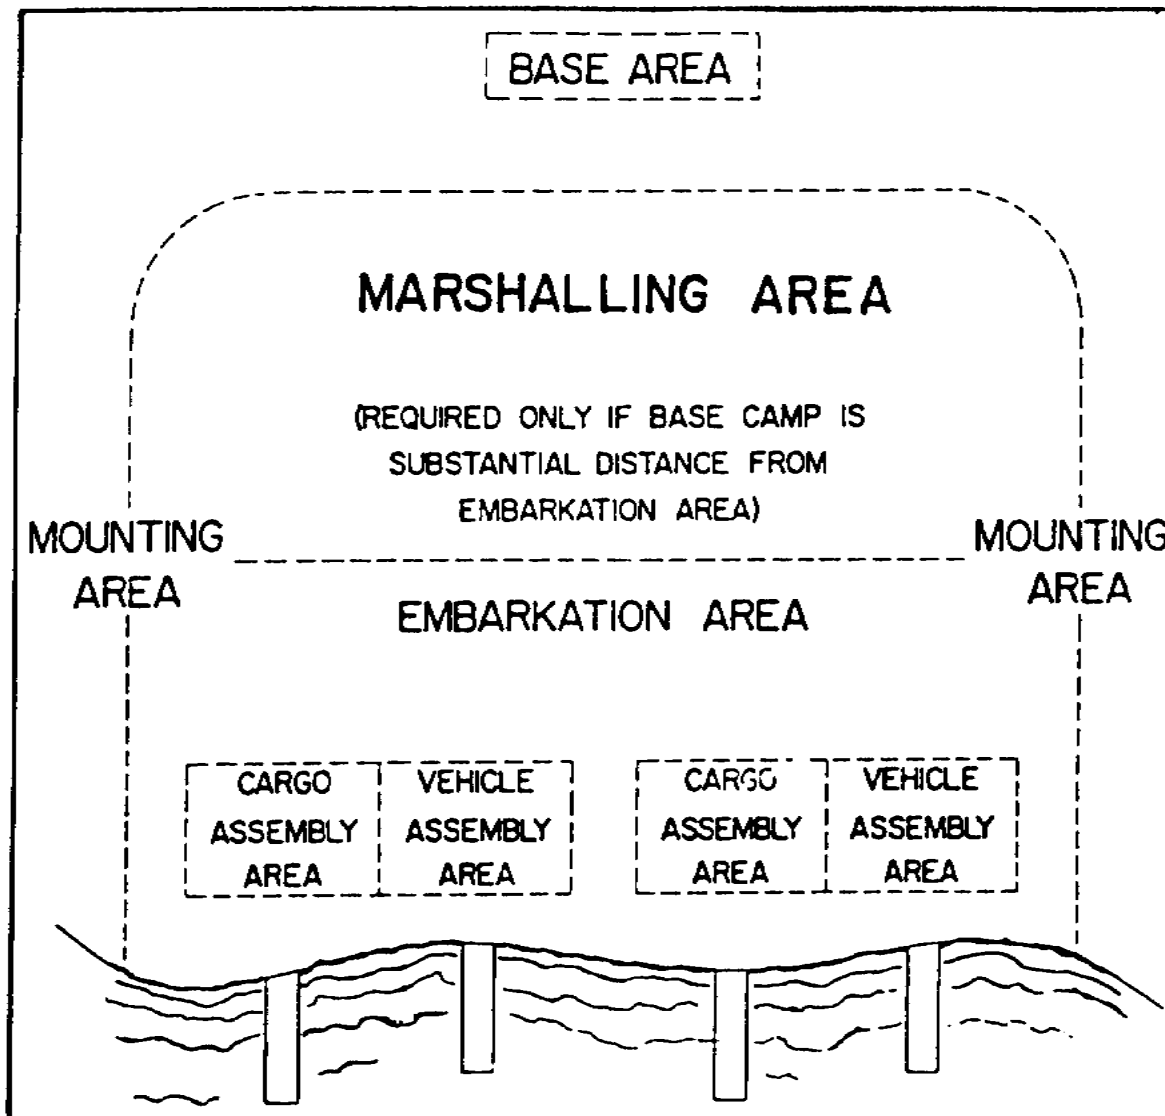 BASE AREA
MARSHALLING AREA
(REQUIRED ONLY IF BASE CAMP IS
SUBSTANTIAL DISTANCE FROM
EMBARKATION AREA)
MOUNTING
AREA
MOUNTING
AREA
EMBARKATION AREA
CARGO
ASSEMBLY
AREA
VEHICLE
ASSEMBLY
AREA
CARGO
ASSEMBLY
AREA
VEHICLE
ASSEMBLY
AREA